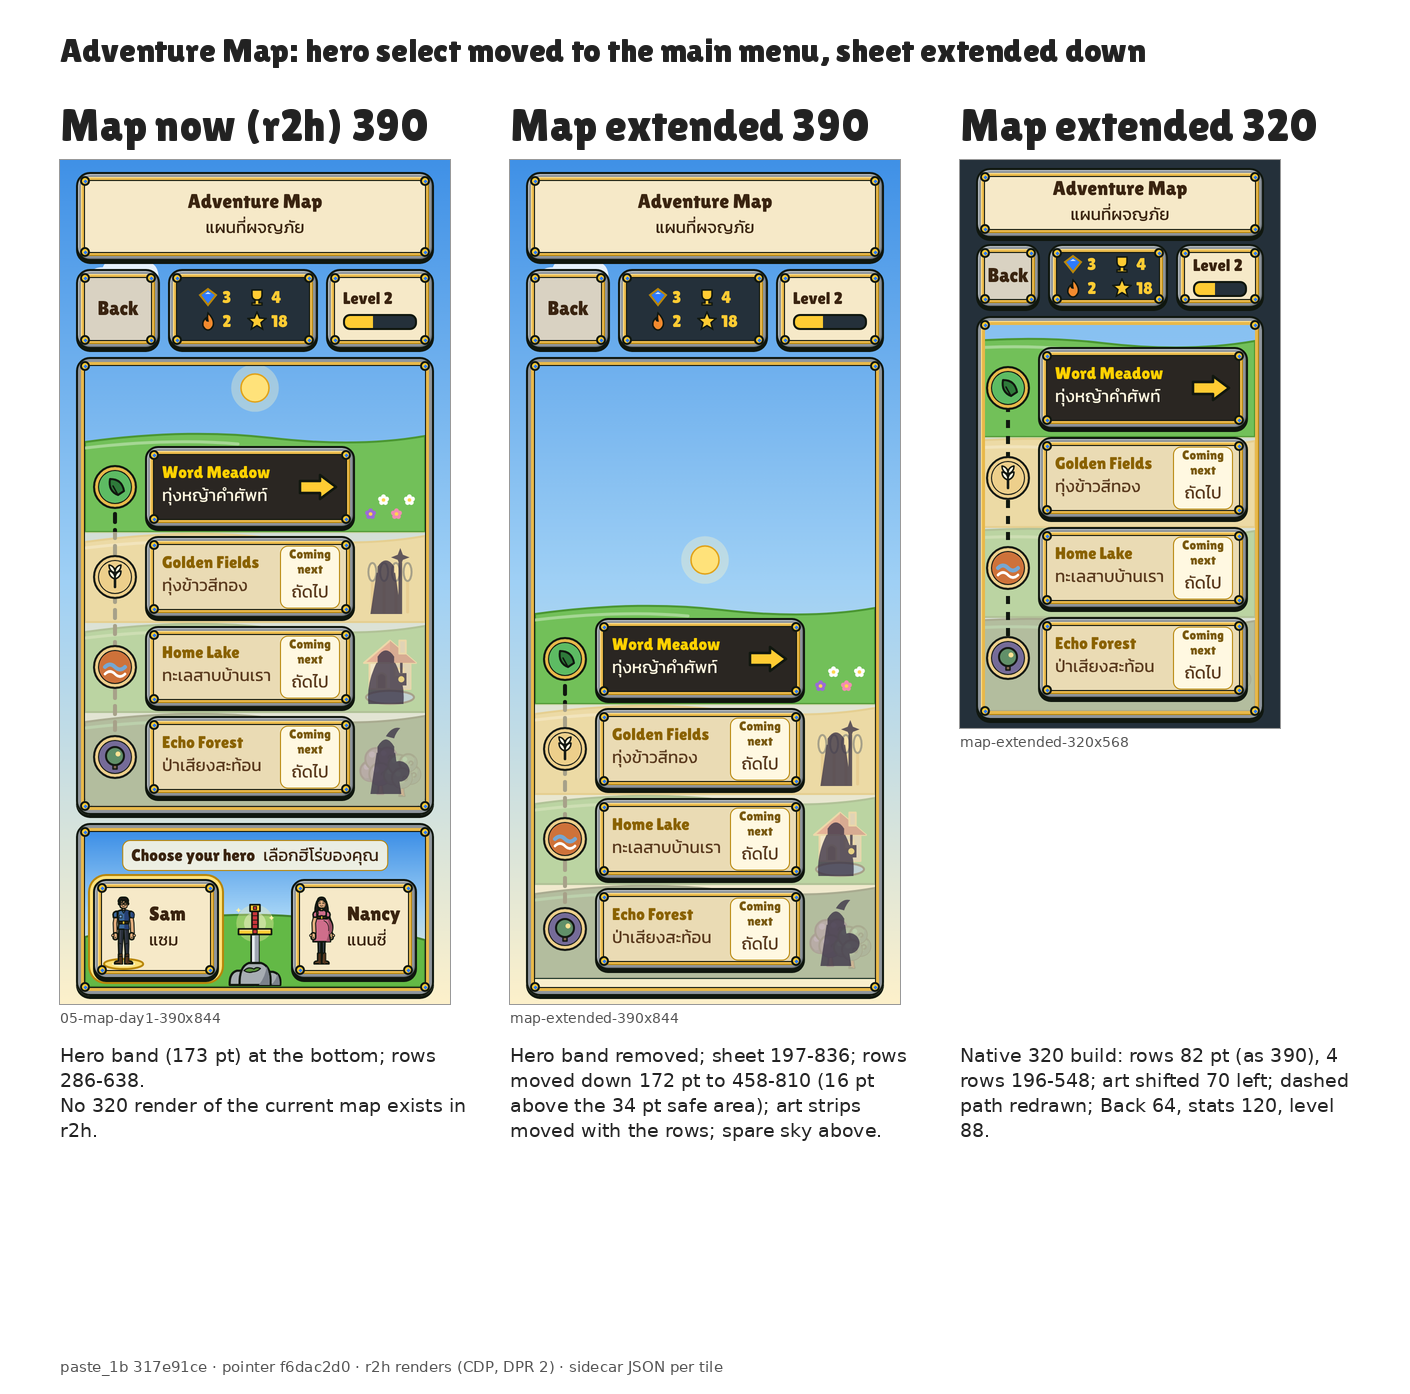 Adventure Map: hero select moved to the main menu, sheet extended down
Map now (r2h) 390
Adventure Map
แผนที่ผจญภัย
Back
3
4
2
18
Level 2
Word Meadow
ทุ่งหญ้าคำศัพท์
Golden Fields
ทุ่งข้าวสีทอง
Coming
next
ถัดไป
Home Lake
ทะเลสาบบ้านเรา
Coming
next
ถัดไป
Echo Forest
ป่าเสียงสะท้อน
Coming
next
ถัดไป
Choose your hero เลือกฮีโร่ของคุณ
Sam
แซม
Nancy
แนนซี่
05-map-day1-390x844
Hero band (173 pt) at the bottom; rows
286-638.
No 320 render of the current map exists in
r2h.
Map extended 390
Adventure Map
แผนที่ผจญภัย
Back
3
4
2
18
Level 2
Word Meadow
ทุ่งหญ้าคำศัพท์
Golden Fields
ทุ่งข้าวสีทอง
Coming
next
ถัดไป
Home Lake
ทะเลสาบบ้านเรา
Coming
next
ถัดไป
Echo Forest
ป่าเสียงสะท้อน
Coming
next
ถัดไป
map-extended-390x844
Hero band removed; sheet 197-836; rows
moved down 172 pt to 458-810 (16 pt
above the 34 pt safe area); art strips
moved with the rows; spare sky above.
Map extended 320
Adventure Map
แผนที่ผจญภัย
Back
3
4
2
18
Level 2
Word Meadow
ทุ่งหญ้าคำศัพท์
Golden Fields
ทุ่งข้าวสีทอง
Coming
next
ถัดไป
Home Lake
ทะเลสาบบ้านเรา
Coming
next
ถัดไป
Echo Forest
ป่าเสียงสะท้อน
Coming
next
ถัดไป
map-extended-320x568
Native 320 build: rows 82 pt (as 390), 4
rows 196-548; art shifted 70 left; dashed
path redrawn; Back 64, stats 120, level
88.
paste_1b 317e91ce · pointer f6dac2d0 · r2h renders (CDP, DPR 2) · sidecar JSON per tile